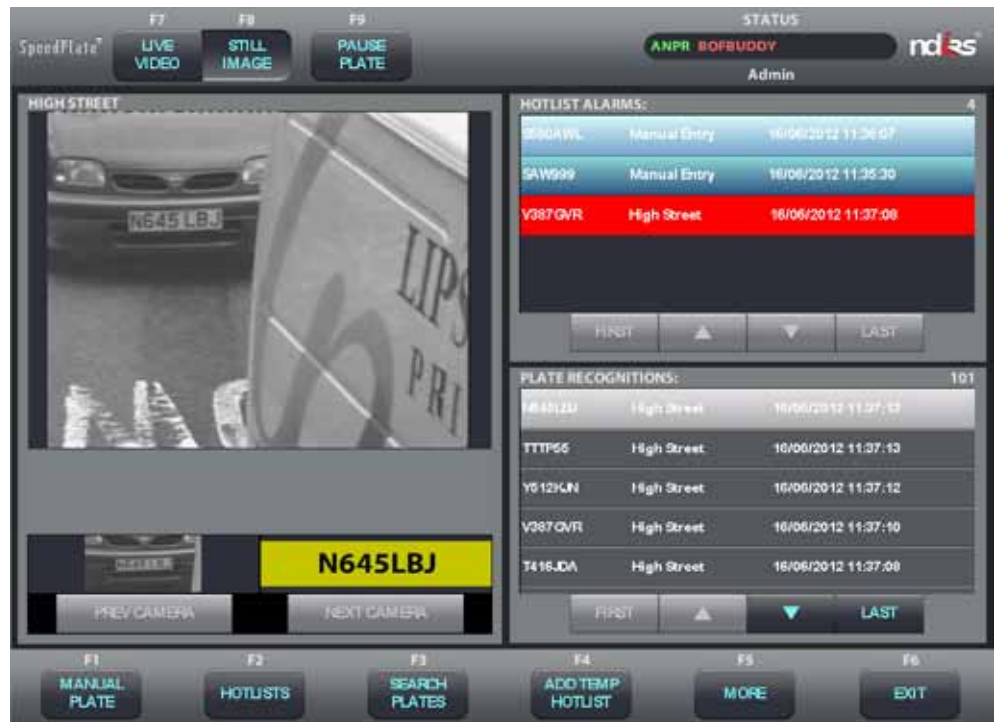 F7 F8 F9 STATUS
SpeedPlate
LIVE VIDEO
STILL IMAGE
PAUSE PLATE
ANPR BOFBUDDY
ndi rs
Admin
HIGH STREET
N645 LBJ
LIPS
PRI
N645LBJ
PREV CAMERA NEXT CAMERA
HOTLIST ALARMS: 4
Manual Entry 16/06/2012 11:36:07
SAW999 Manual Entry 16/06/2012 11:35:30
V387GVR High Street 16/06/2012 11:37:08
FIRST ▲ ▼ LAST
PLATE RECOGNITIONS: 101
N645LBJ High Street 16/06/2012 11:37:13
TTTP55 High Street 16/06/2012 11:37:13
Y512KJN High Street 16/06/2012 11:37:12
V387GVR High Street 16/06/2012 11:37:10
T416JDA High Street 16/06/2012 11:37:08
FIRST ▲ ▼ LAST
F1 F2 F3 F4 F5 F6
MANUAL PLATE
HOTLISTS
SEARCH PLATES
ADD TEMP HOTLIST
MORE
EXIT